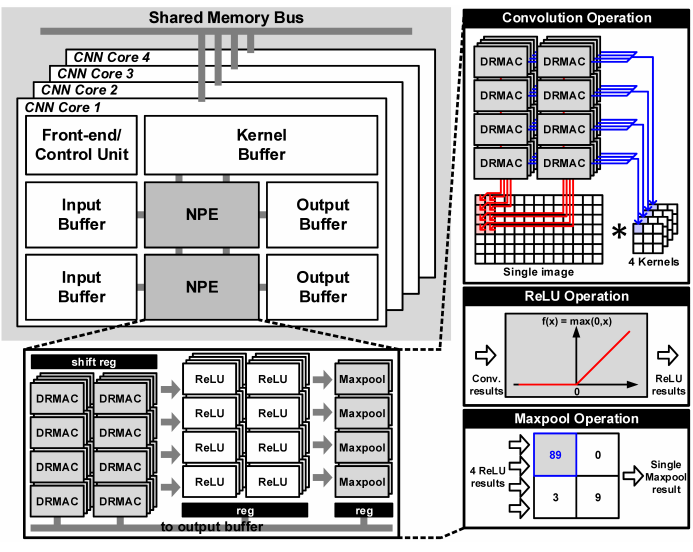 Shared Memory Bus
CNN Core 4
CNN Core 3
CNN Core 2
CNN Core 1
Front-end/
Control Unit
Kernel
Buffer
Input
Buffer
NPE
Output
Buffer
Input
Buffer
NPE
Output
Buffer
shift reg
DRMAC DRMAC
DRMAC DRMAC
DRMAC DRMAC
DRMAC DRMAC
ReLU ReLU
ReLU ReLU
ReLU ReLU
ReLU ReLU
Maxpool
Maxpool
Maxpool
Maxpool
reg
reg
to output buffer
Convolution Operation
DRMAC DRMAC
DRMAC DRMAC
DRMAC DRMAC
DRMAC DRMAC
*
Single image
4 Kernels
ReLU Operation
f(x) = max(0,x)
Conv.
results
0
ReLU
results
Maxpool Operation
4 ReLU
results
89 0
3 9
Single
Maxpool
result